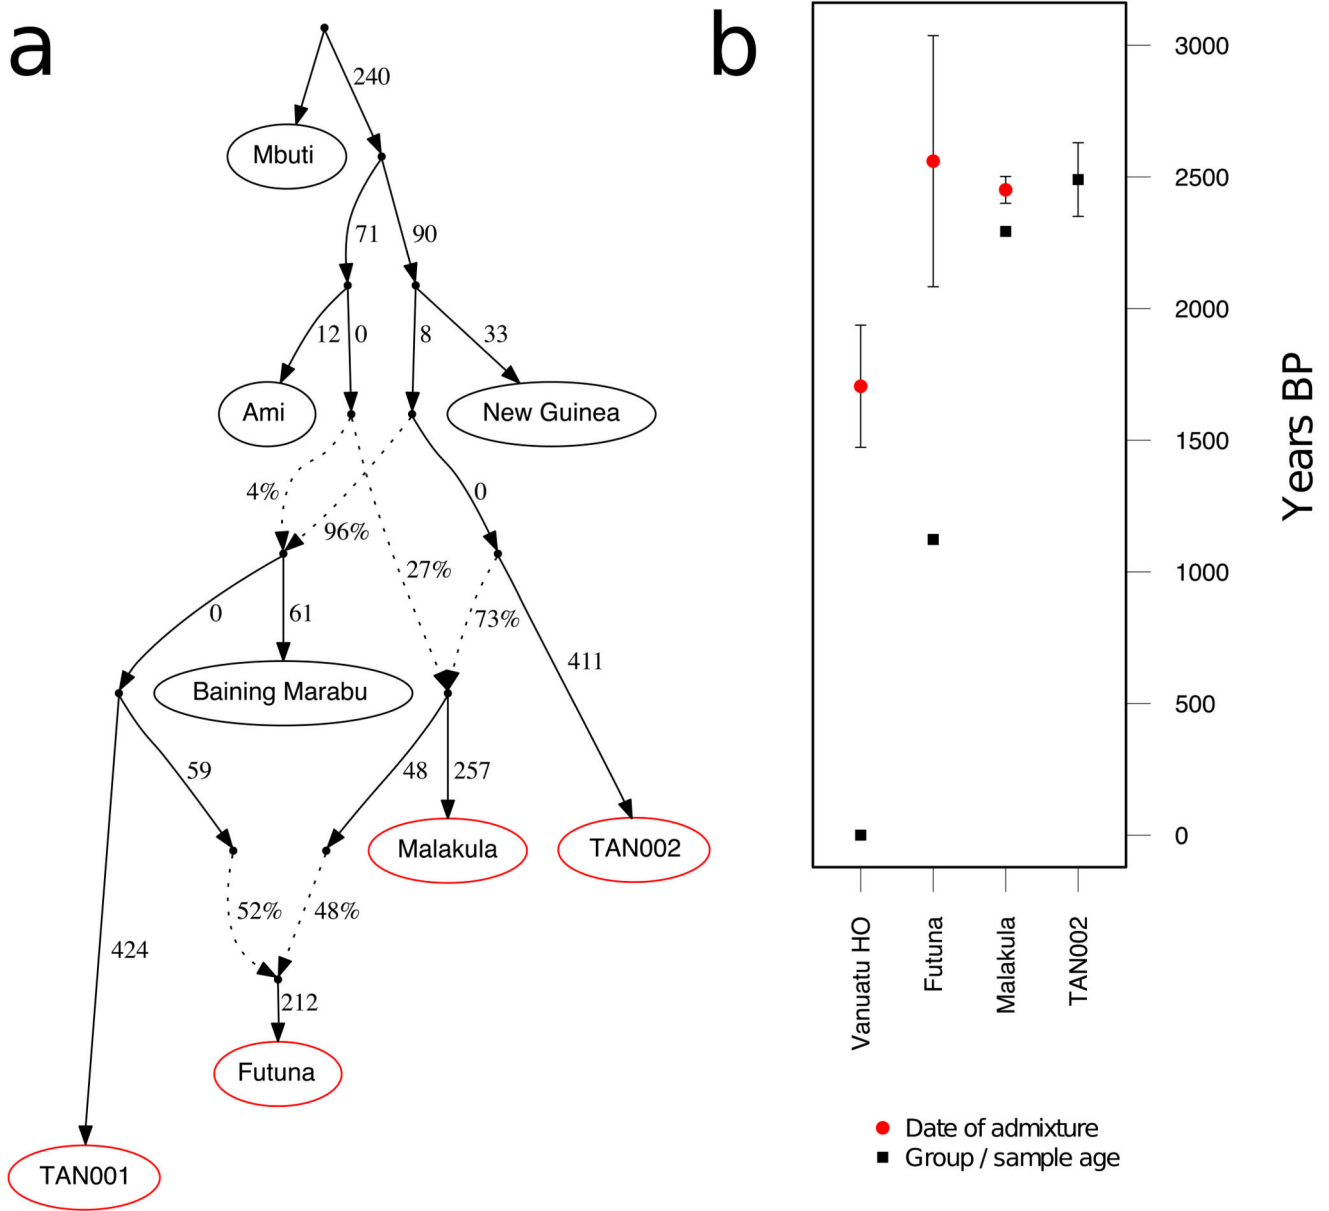 a
240
Mbuti
71
90
12
0
8
33
Ami
New Guinea
4%
0
96%
27%
0
61
73%
411
Baining Marabu
59
48
257
Malakula
TAN002
52%
48%
424
212
Futuna
TAN001
b
3000
2500
2000
1500
1000
500
0
Years BP
Vanuatu HO
Futuna
Malakula
TAN002
Date of admixture
Group / sample age